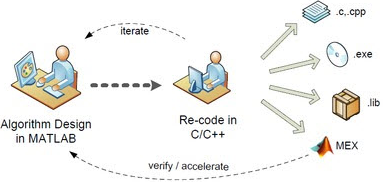 iterate
.c,.cpp
.exe
.lib
MEX
Algorithm Design
in MATLAB
Re-code in
C/C++
verify / accelerate